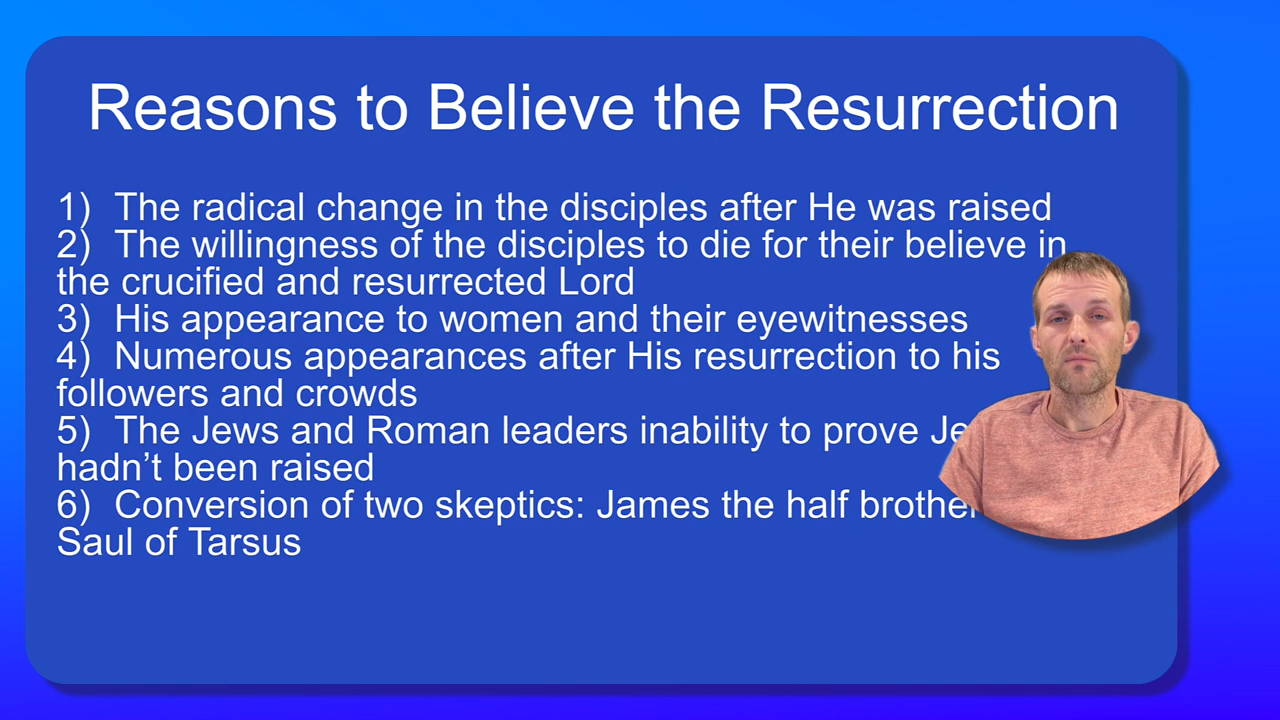 Reasons to Believe the Resurrection
1) The radical change in the disciples after He was raised
2) The willingness of the disciples to die for their believe in
the crucified and resurrected Lord
3) His appearance to women and their eyewitnesses
4) Numerous appearances after His resurrection to his
followers and crowds
5) The Jews and Roman leaders inability to prove
hadn't been raised
6) Conversion of two skeptics: James the half brother
Saul of Tarsus